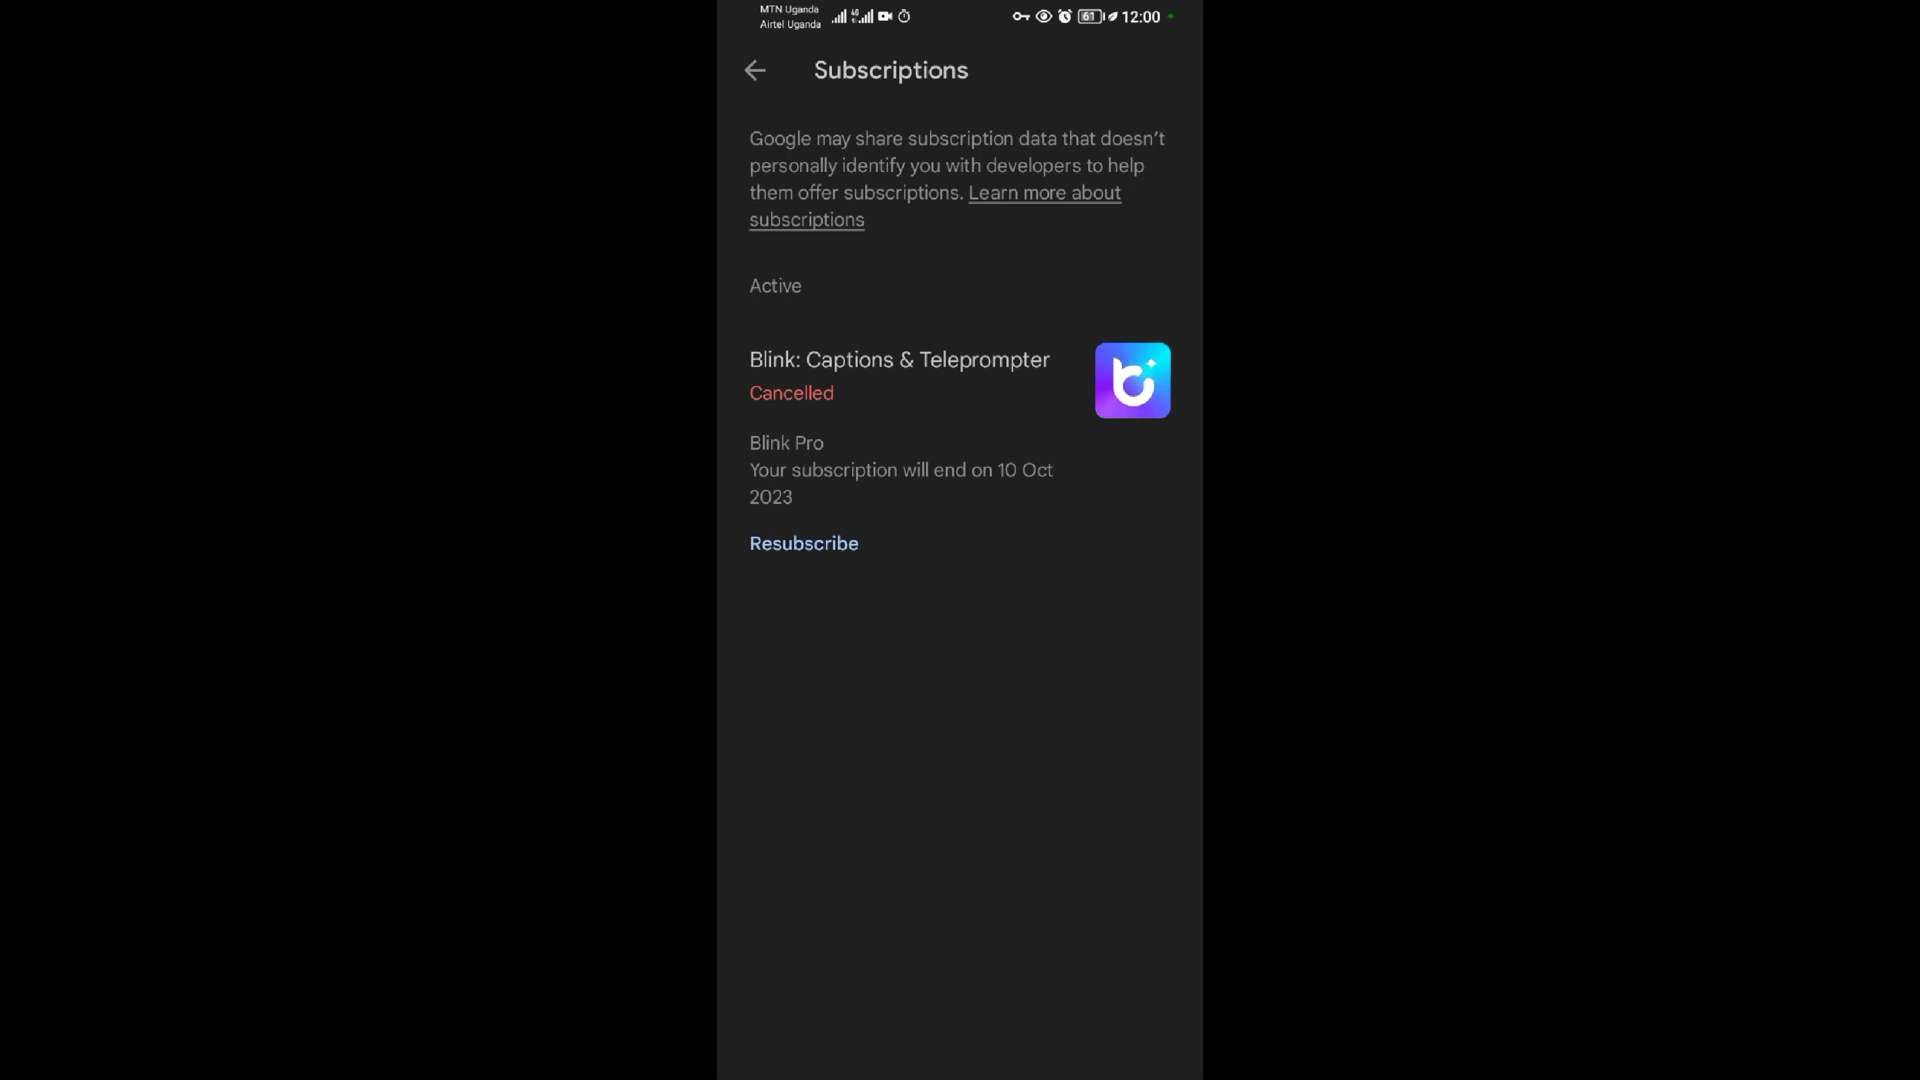 MTN Uganda
Airtel Uganda
4G
61
12:00
Subscriptions
Google may share subscription data that doesn’t
personally identify you with developers to help
them offer subscriptions. Learn more about
subscriptions
Active
Blink: Captions & Teleprompter
Cancelled
Blink Pro
Your subscription will end on 10 Oct
2023
Resubscribe